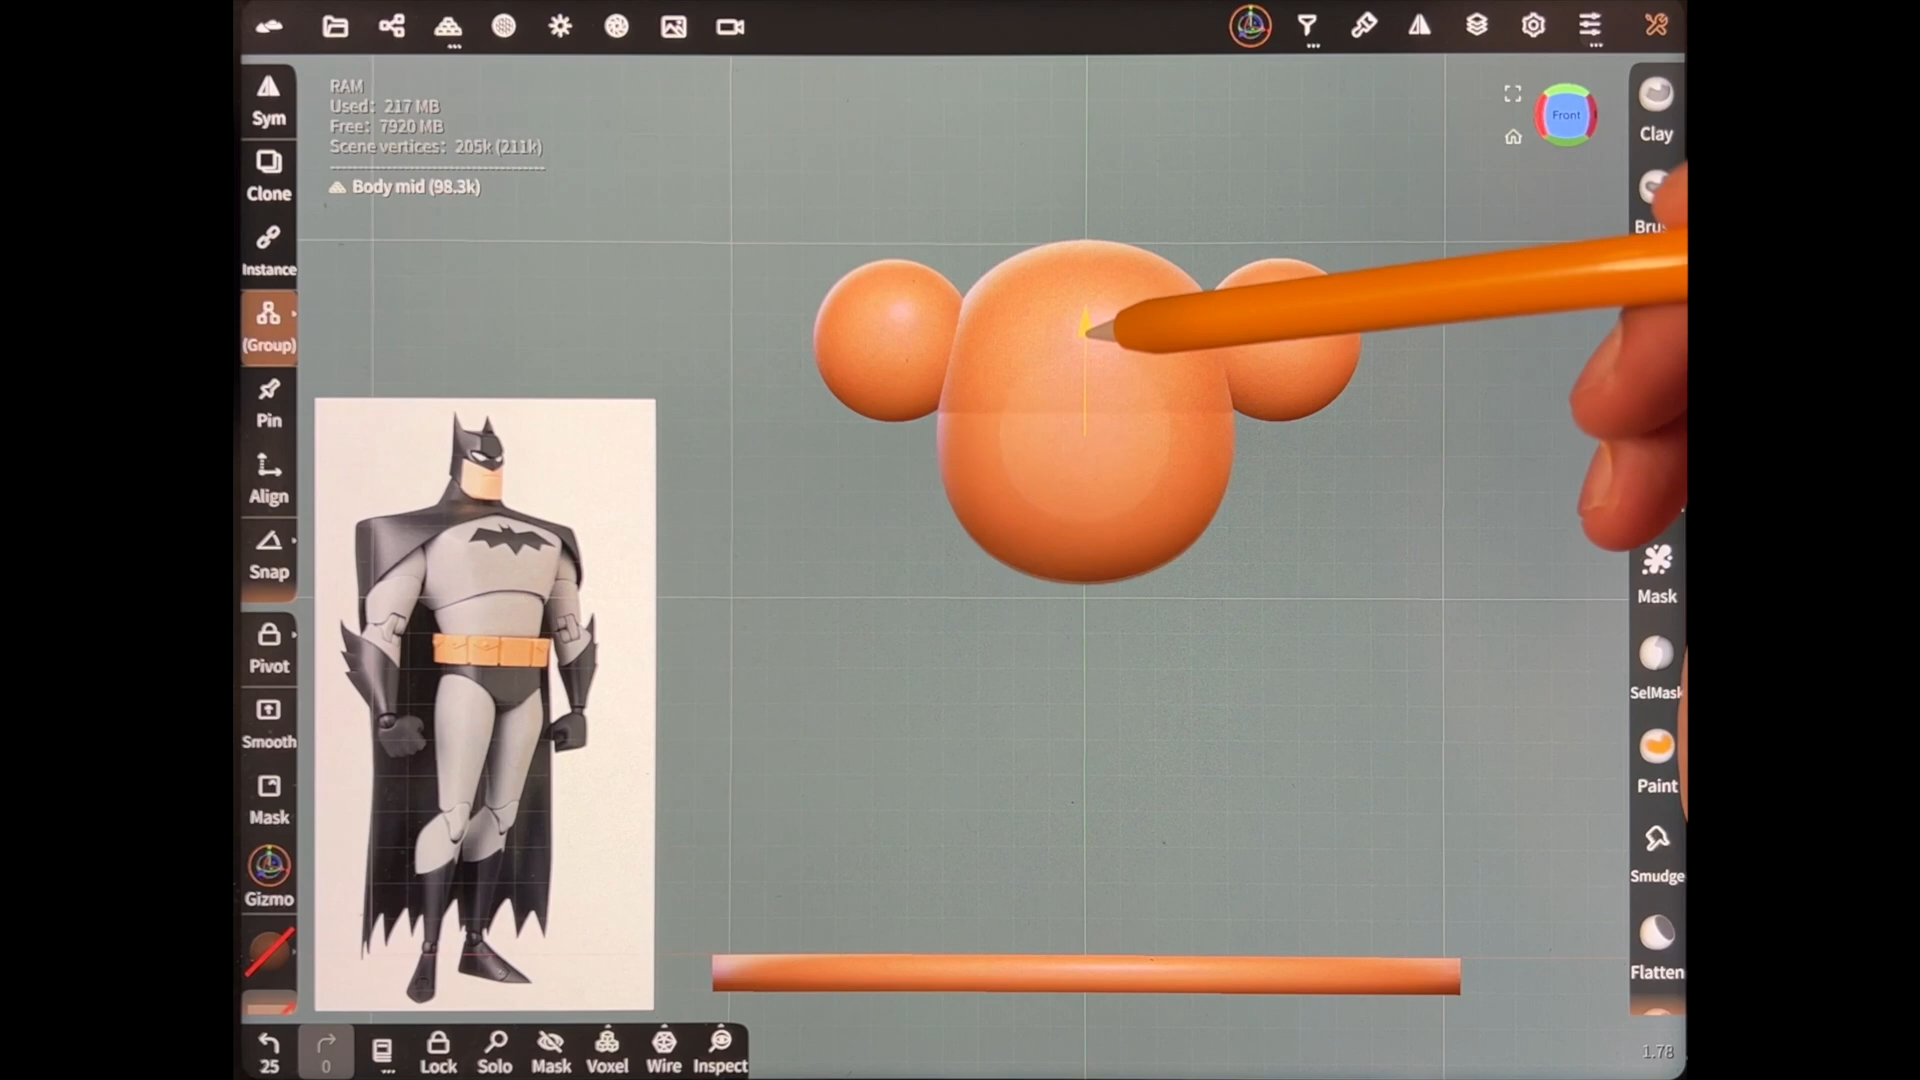 RAM
Used: 217 MB
Free: 7920 MB
Scene vertices: 205k (211k)
Body mid (98.3k)
Sym
Clone
Instance
(Group)
Pin
Align
Snap
Pivot
Smooth
Mask
Gizmo
Front
Clay
Mask
SelMask
Paint
Smudge
Flatten
25
0
...
Lock
Solo
Mask
Voxel
Wire
Inspect
1.78